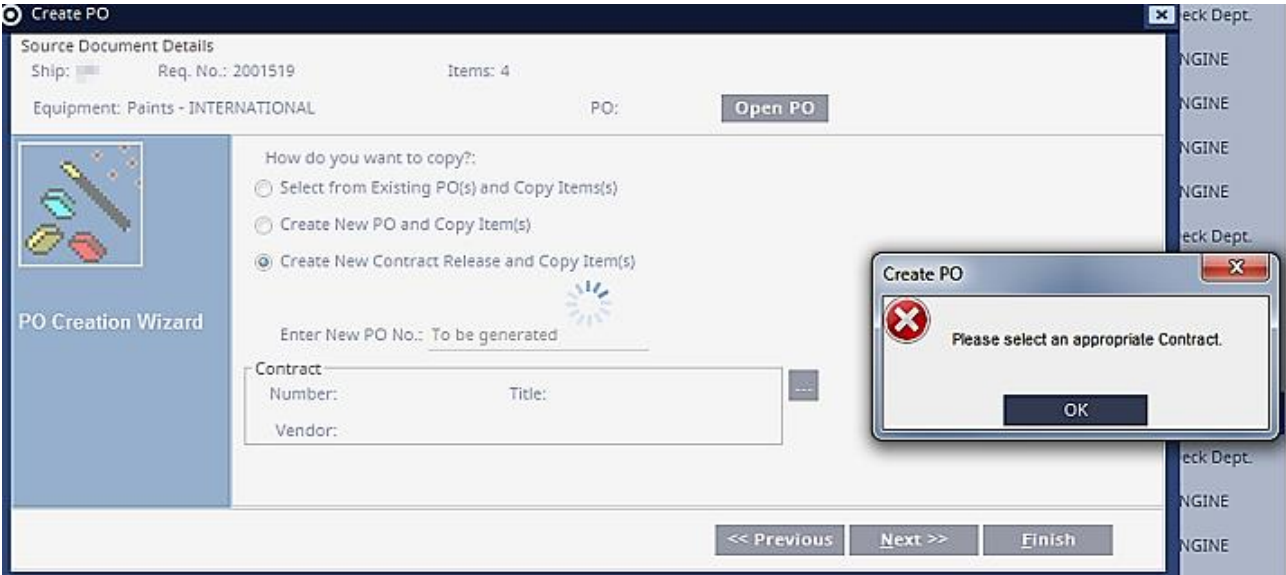 Create PO
eck Dept.
Source Document Details
NGINE
Ship: Req. No.: 2001519 Items: 4
Equipment: Paints - INTERNATIONAL PO: Open PO
NGINE
How do you want to copy?:
NGINE
Select from Existing PO(s) and Copy Items(s)
NGINE
Create New PO and Copy Item(s)
eck Dept.
Create New Contract Release and Copy Item(s)
Create PO
PO Creation Wizard
Enter New PO No.: To be generated
Please select an appropriate Contract.
Contract
Number: Title:
...
OK
Vendor:
eck Dept.
NGINE
<< Previous Next >> Finish
NGINE